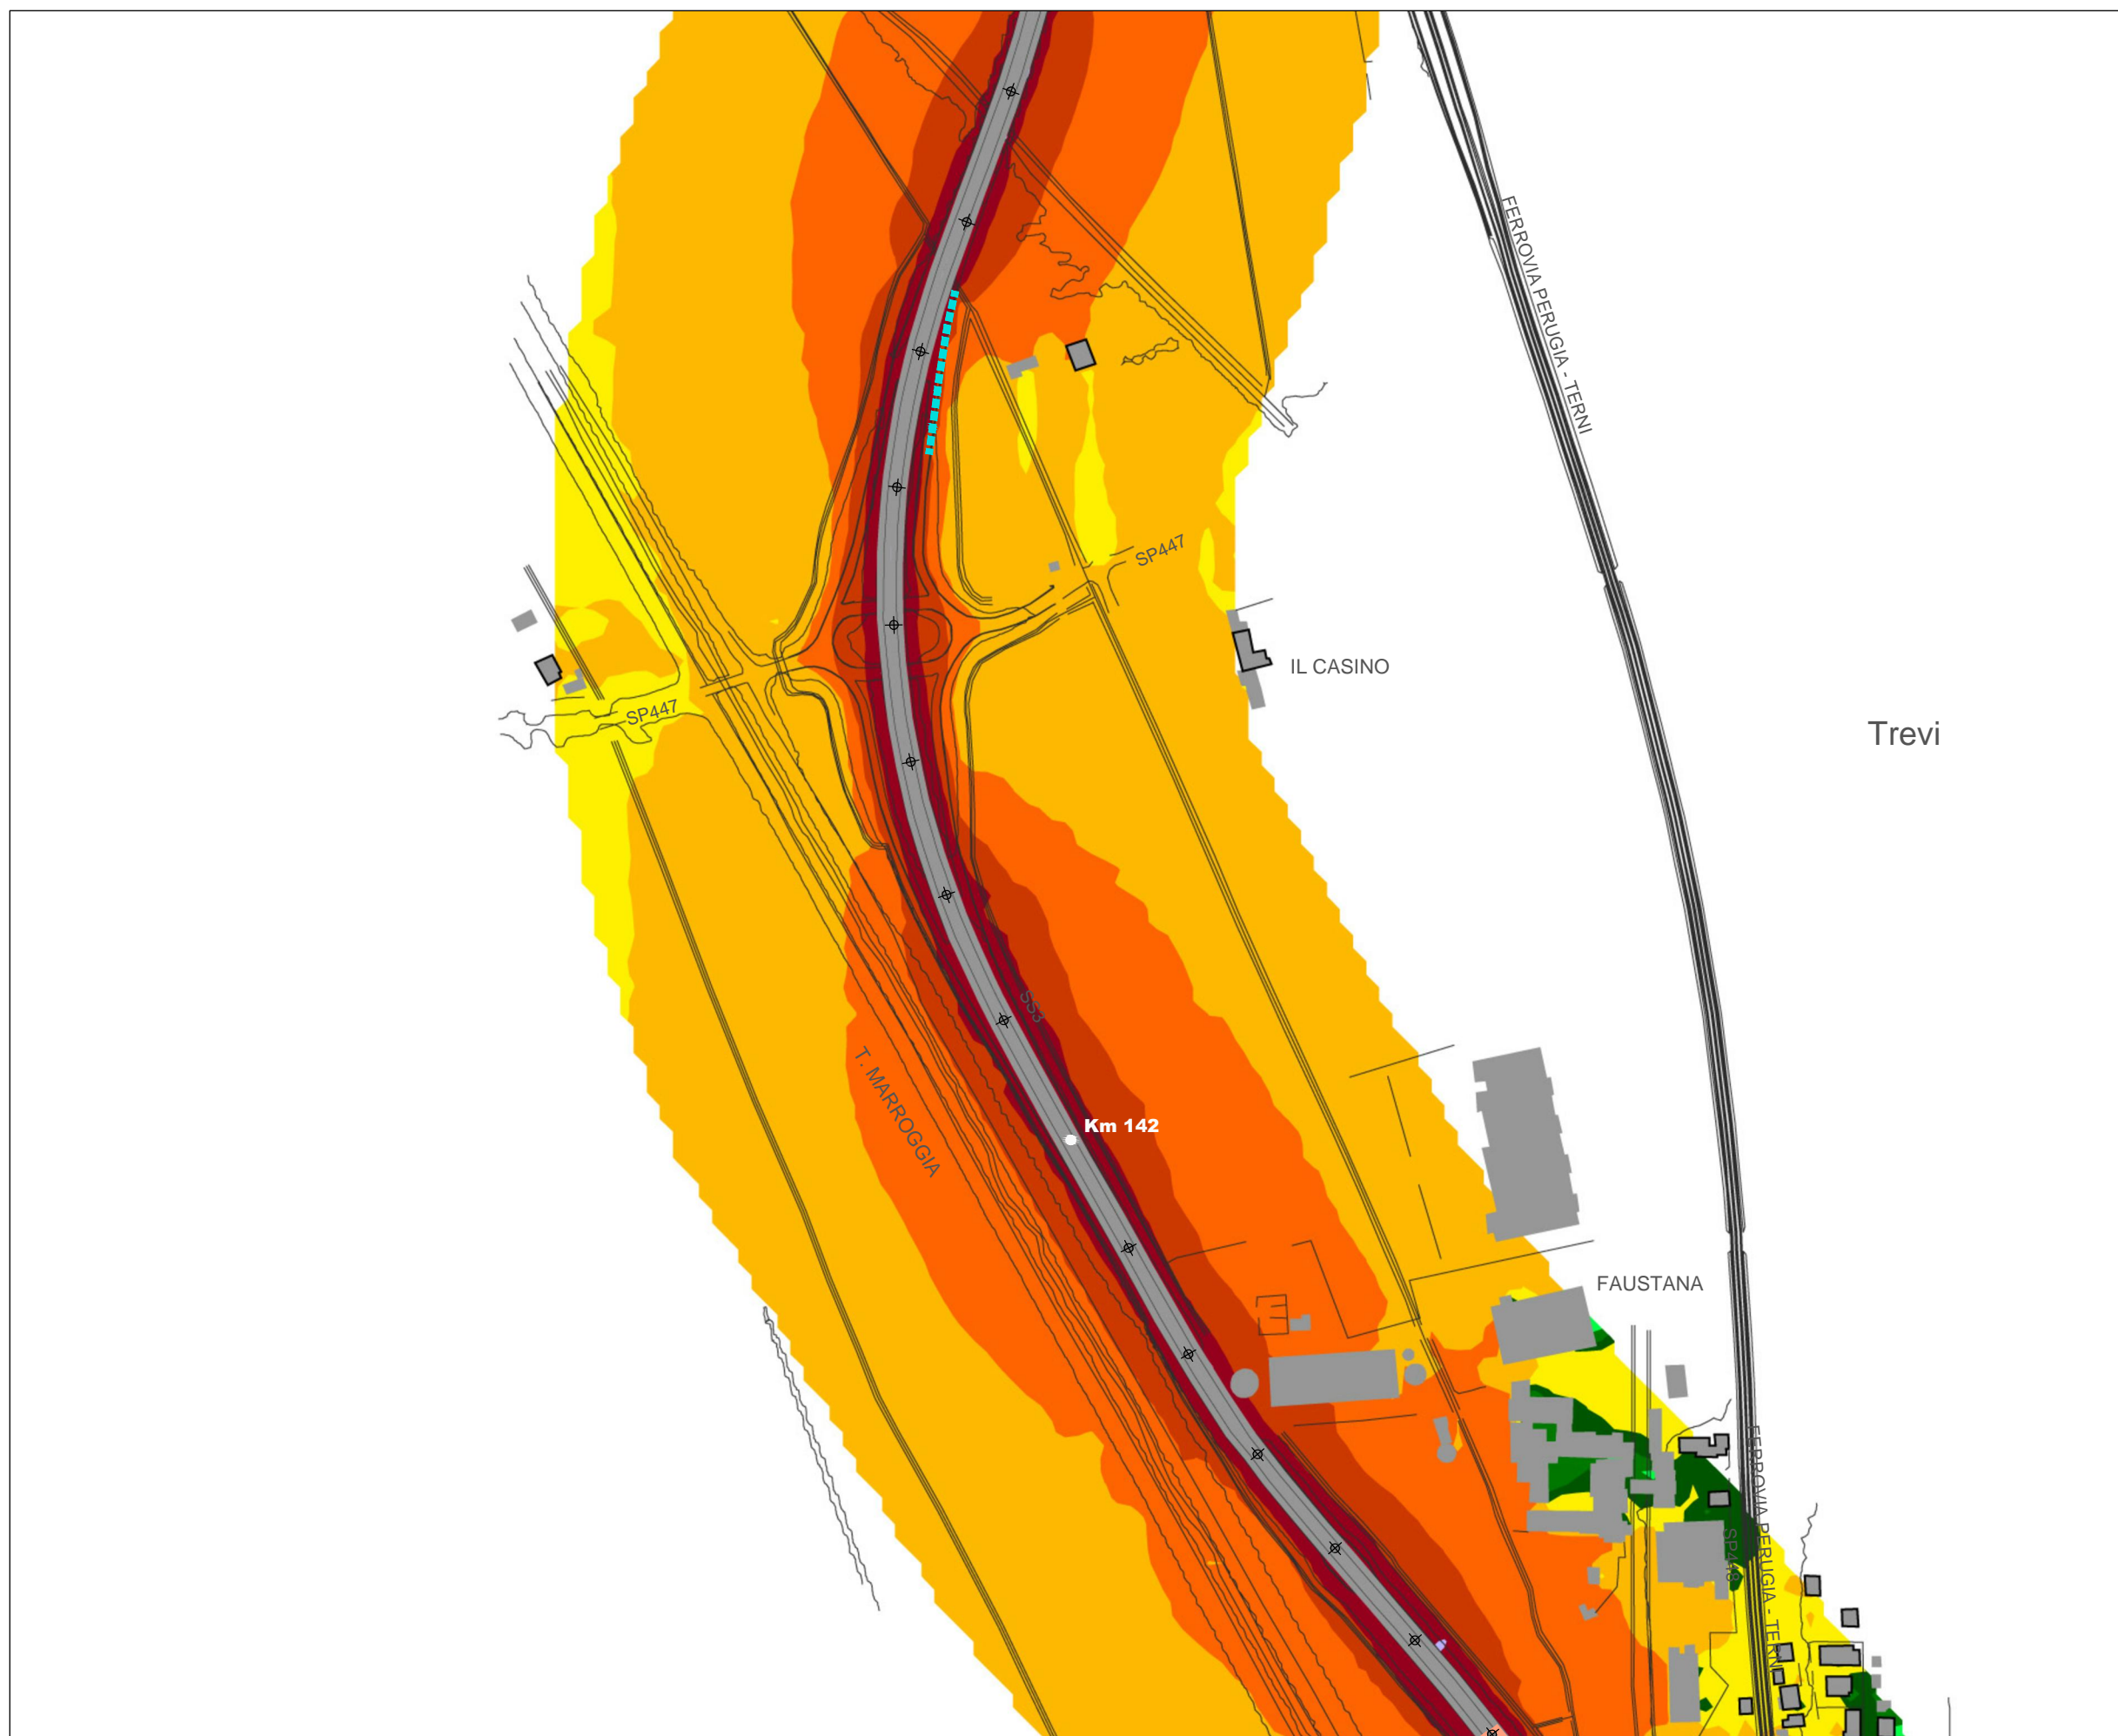 FERROVIA PERUGIA - TERNI
SP447
IL CASINO
SP447
Trevi
SS3
T. MARROGGIA
Km 142
FAUSTANA
FERROVIA PERUGIA - TERNI